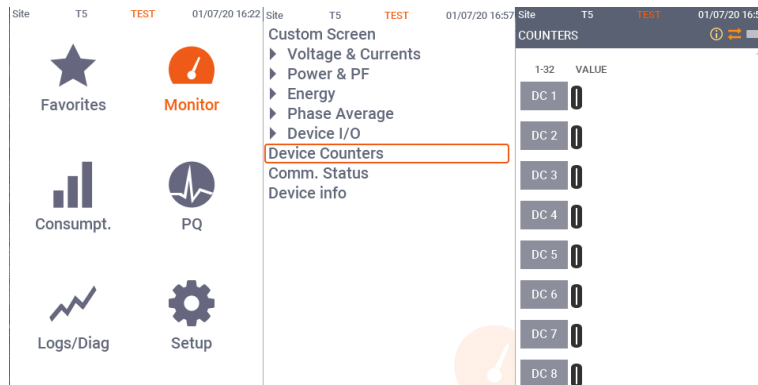 Site T5 TEST 01/07/20 16:22
Favorites Monitor
Consumpt. PQ
Logs/Diag Setup
Site T5 TEST 01/07/20 16:57
Custom Screen
Voltage & Currents
Power & PF
Energy
Phase Average
Device I/O
Device Counters
Comm. Status
Device info
Site T5 TEST 01/07/20
COUNTERS
1-32 VALUE
DC 1 0
DC 2 0
DC 3 0
DC 4 0
DC 5 0
DC 6 0
DC 7 0
DC 8 0